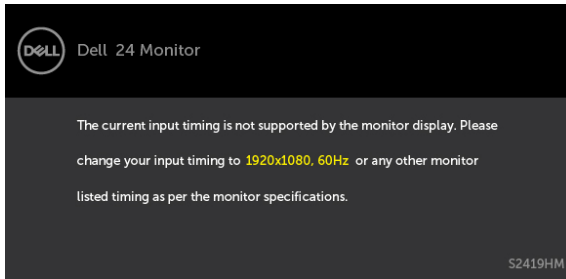 DELL Dell 24 Monitor
The current input timing is not supported by the monitor display. Please
change your input timing to 1920x1080, 60Hz or any other monitor
listed timing as per the monitor specifications.
S2419HM